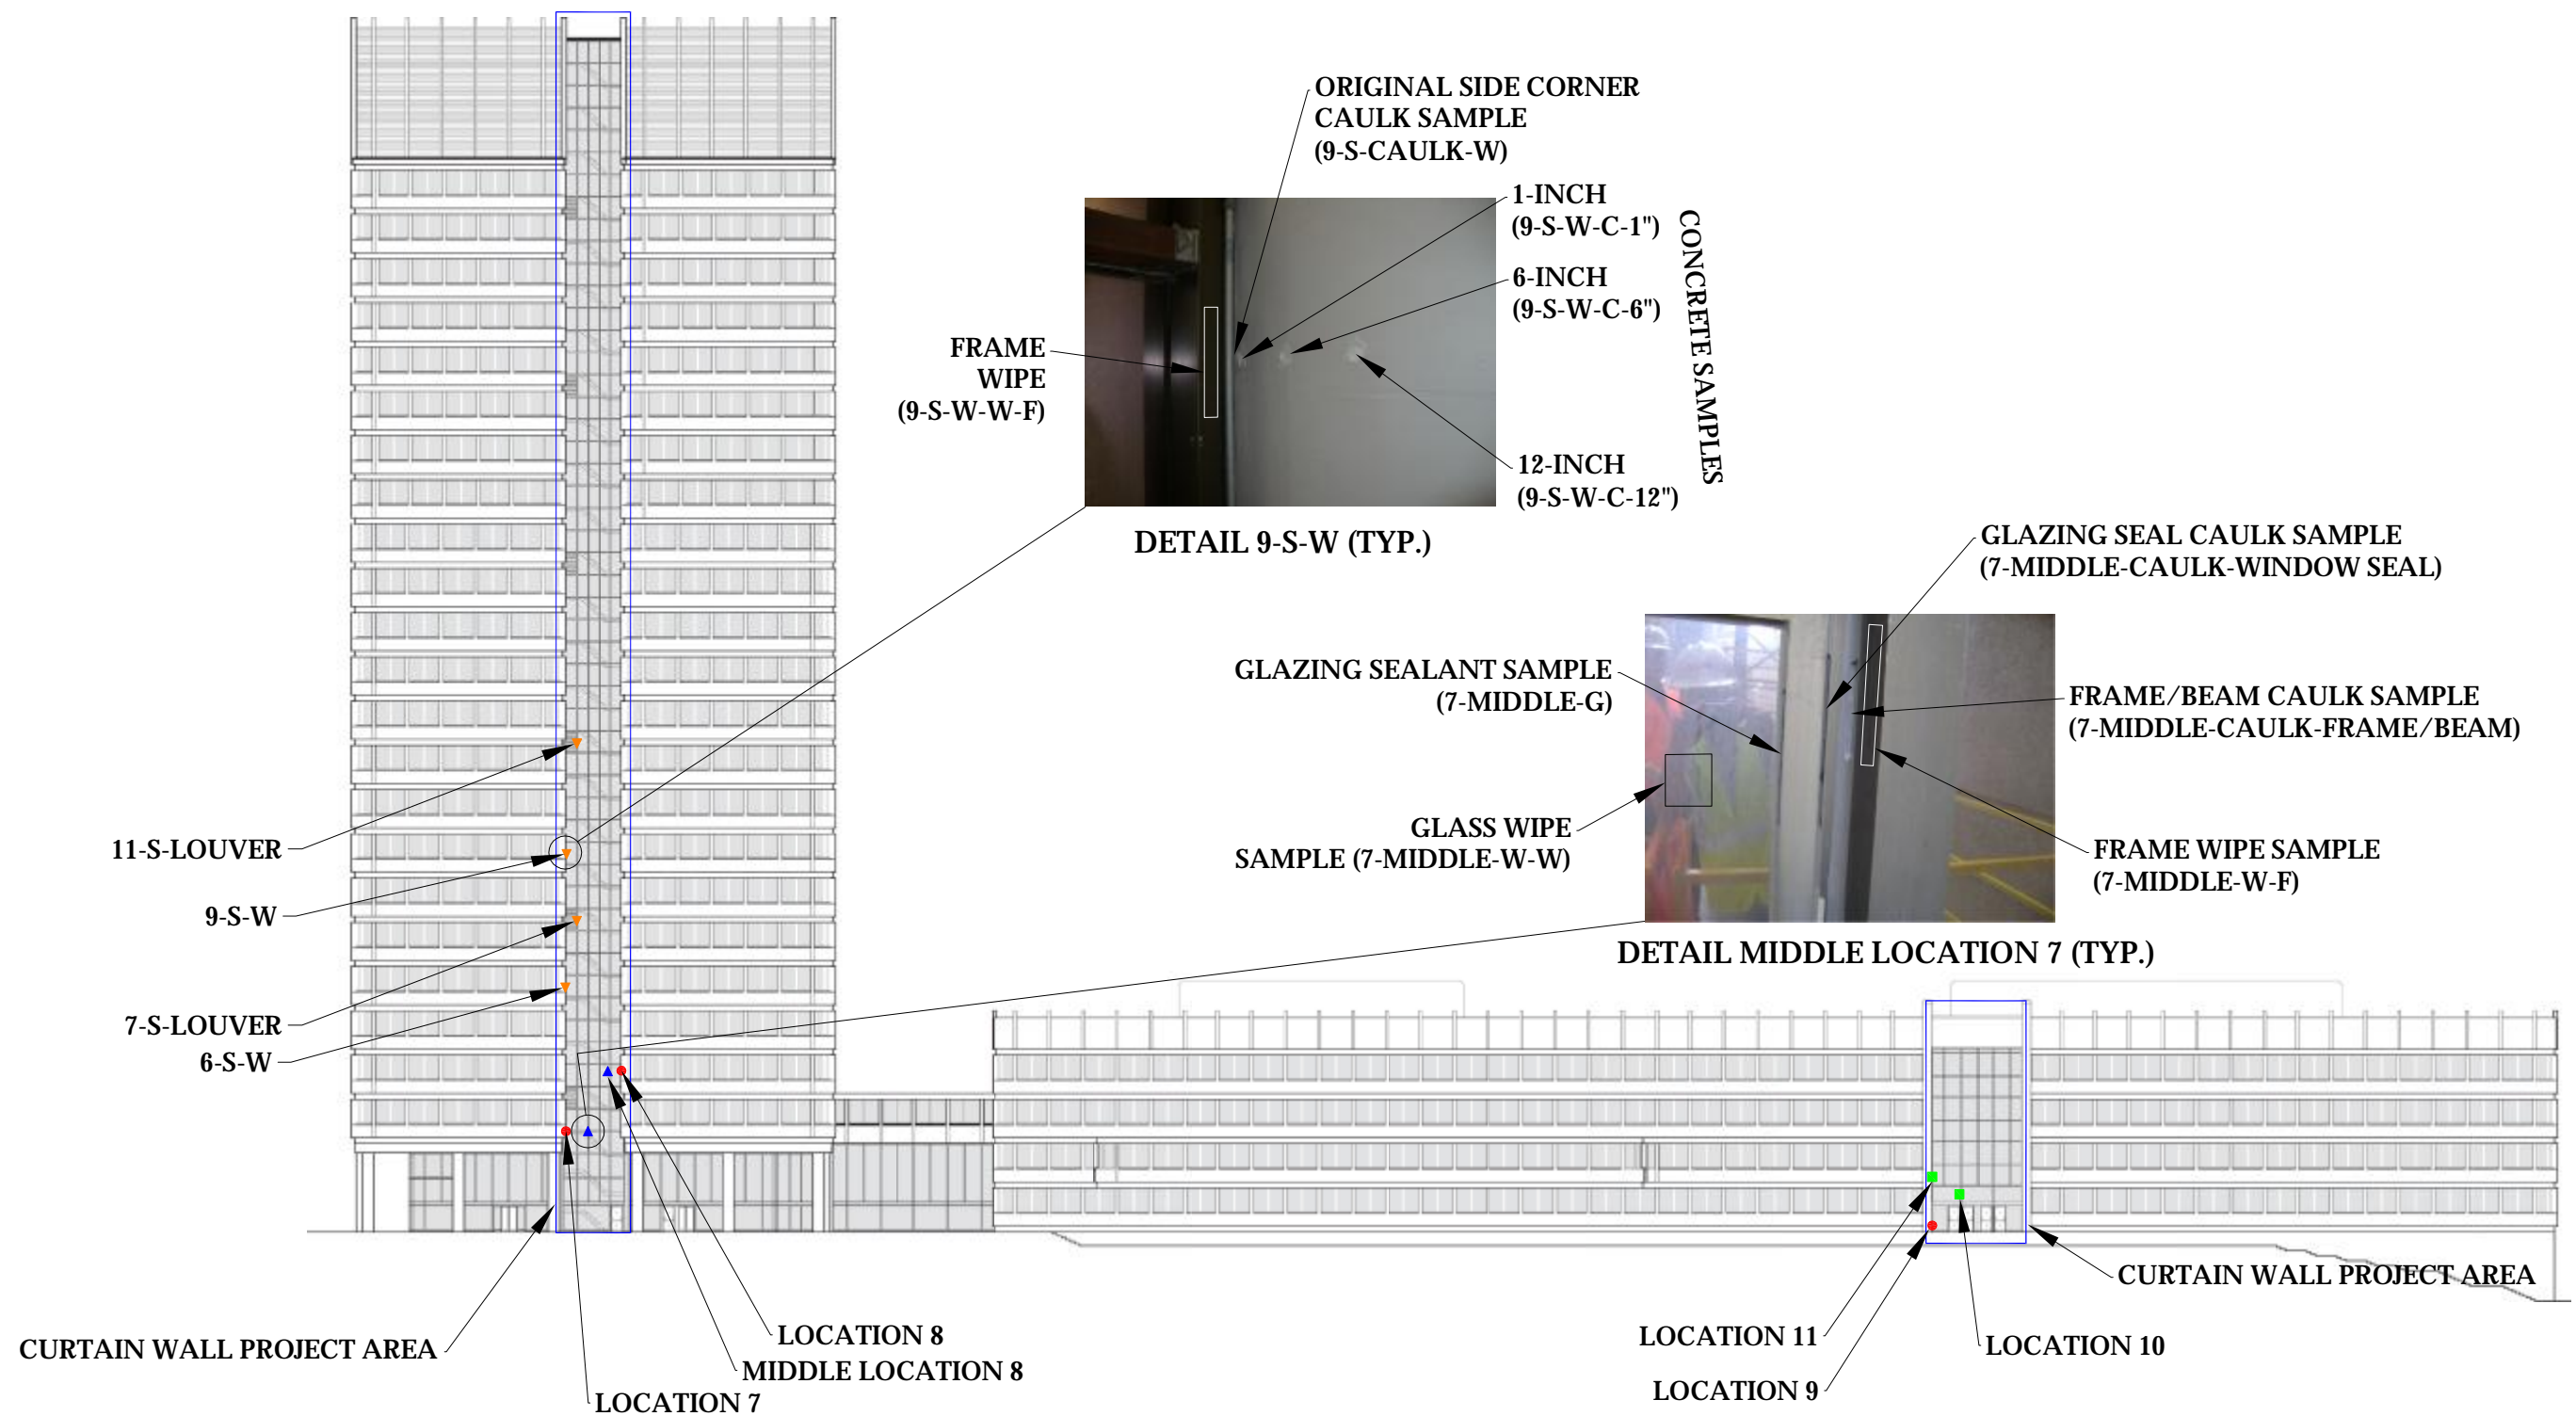 ORIGINAL SIDE CORNER
CAULK SAMPLE
(9-S-CAULK-W)
1-INCH
(9-S-W-C-1")
6-INCH
(9-S-W-C-6")
CONCRETE SAMPLES
FRAME
WIPE
(9-S-W-W-F)
12-INCH
(9-S-W-C-12")
DETAIL 9-S-W (TYP.)
GLAZING SEAL CAULK SAMPLE
(7-MIDDLE-CAULK-WINDOW SEAL)
GLAZING SEALANT SAMPLE
(7-MIDDLE-G)
FRAME/BEAM CAULK SAMPLE
(7-MIDDLE-CAULK-FRAME/BEAM)
GLASS WIPE
SAMPLE (7-MIDDLE-W-W)
FRAME WIPE SAMPLE
(7-MIDDLE-W-F)
DETAIL MIDDLE LOCATION 7 (TYP.)
11-S-LOUVER
9-S-W
7-S-LOUVER
6-S-W
CURTAIN WALL PROJECT AREA
LOCATION 8
MIDDLE LOCATION 8
LOCATION 7
CURTAIN WALL PROJECT AREA
LOCATION 11
LOCATION 10
LOCATION 9